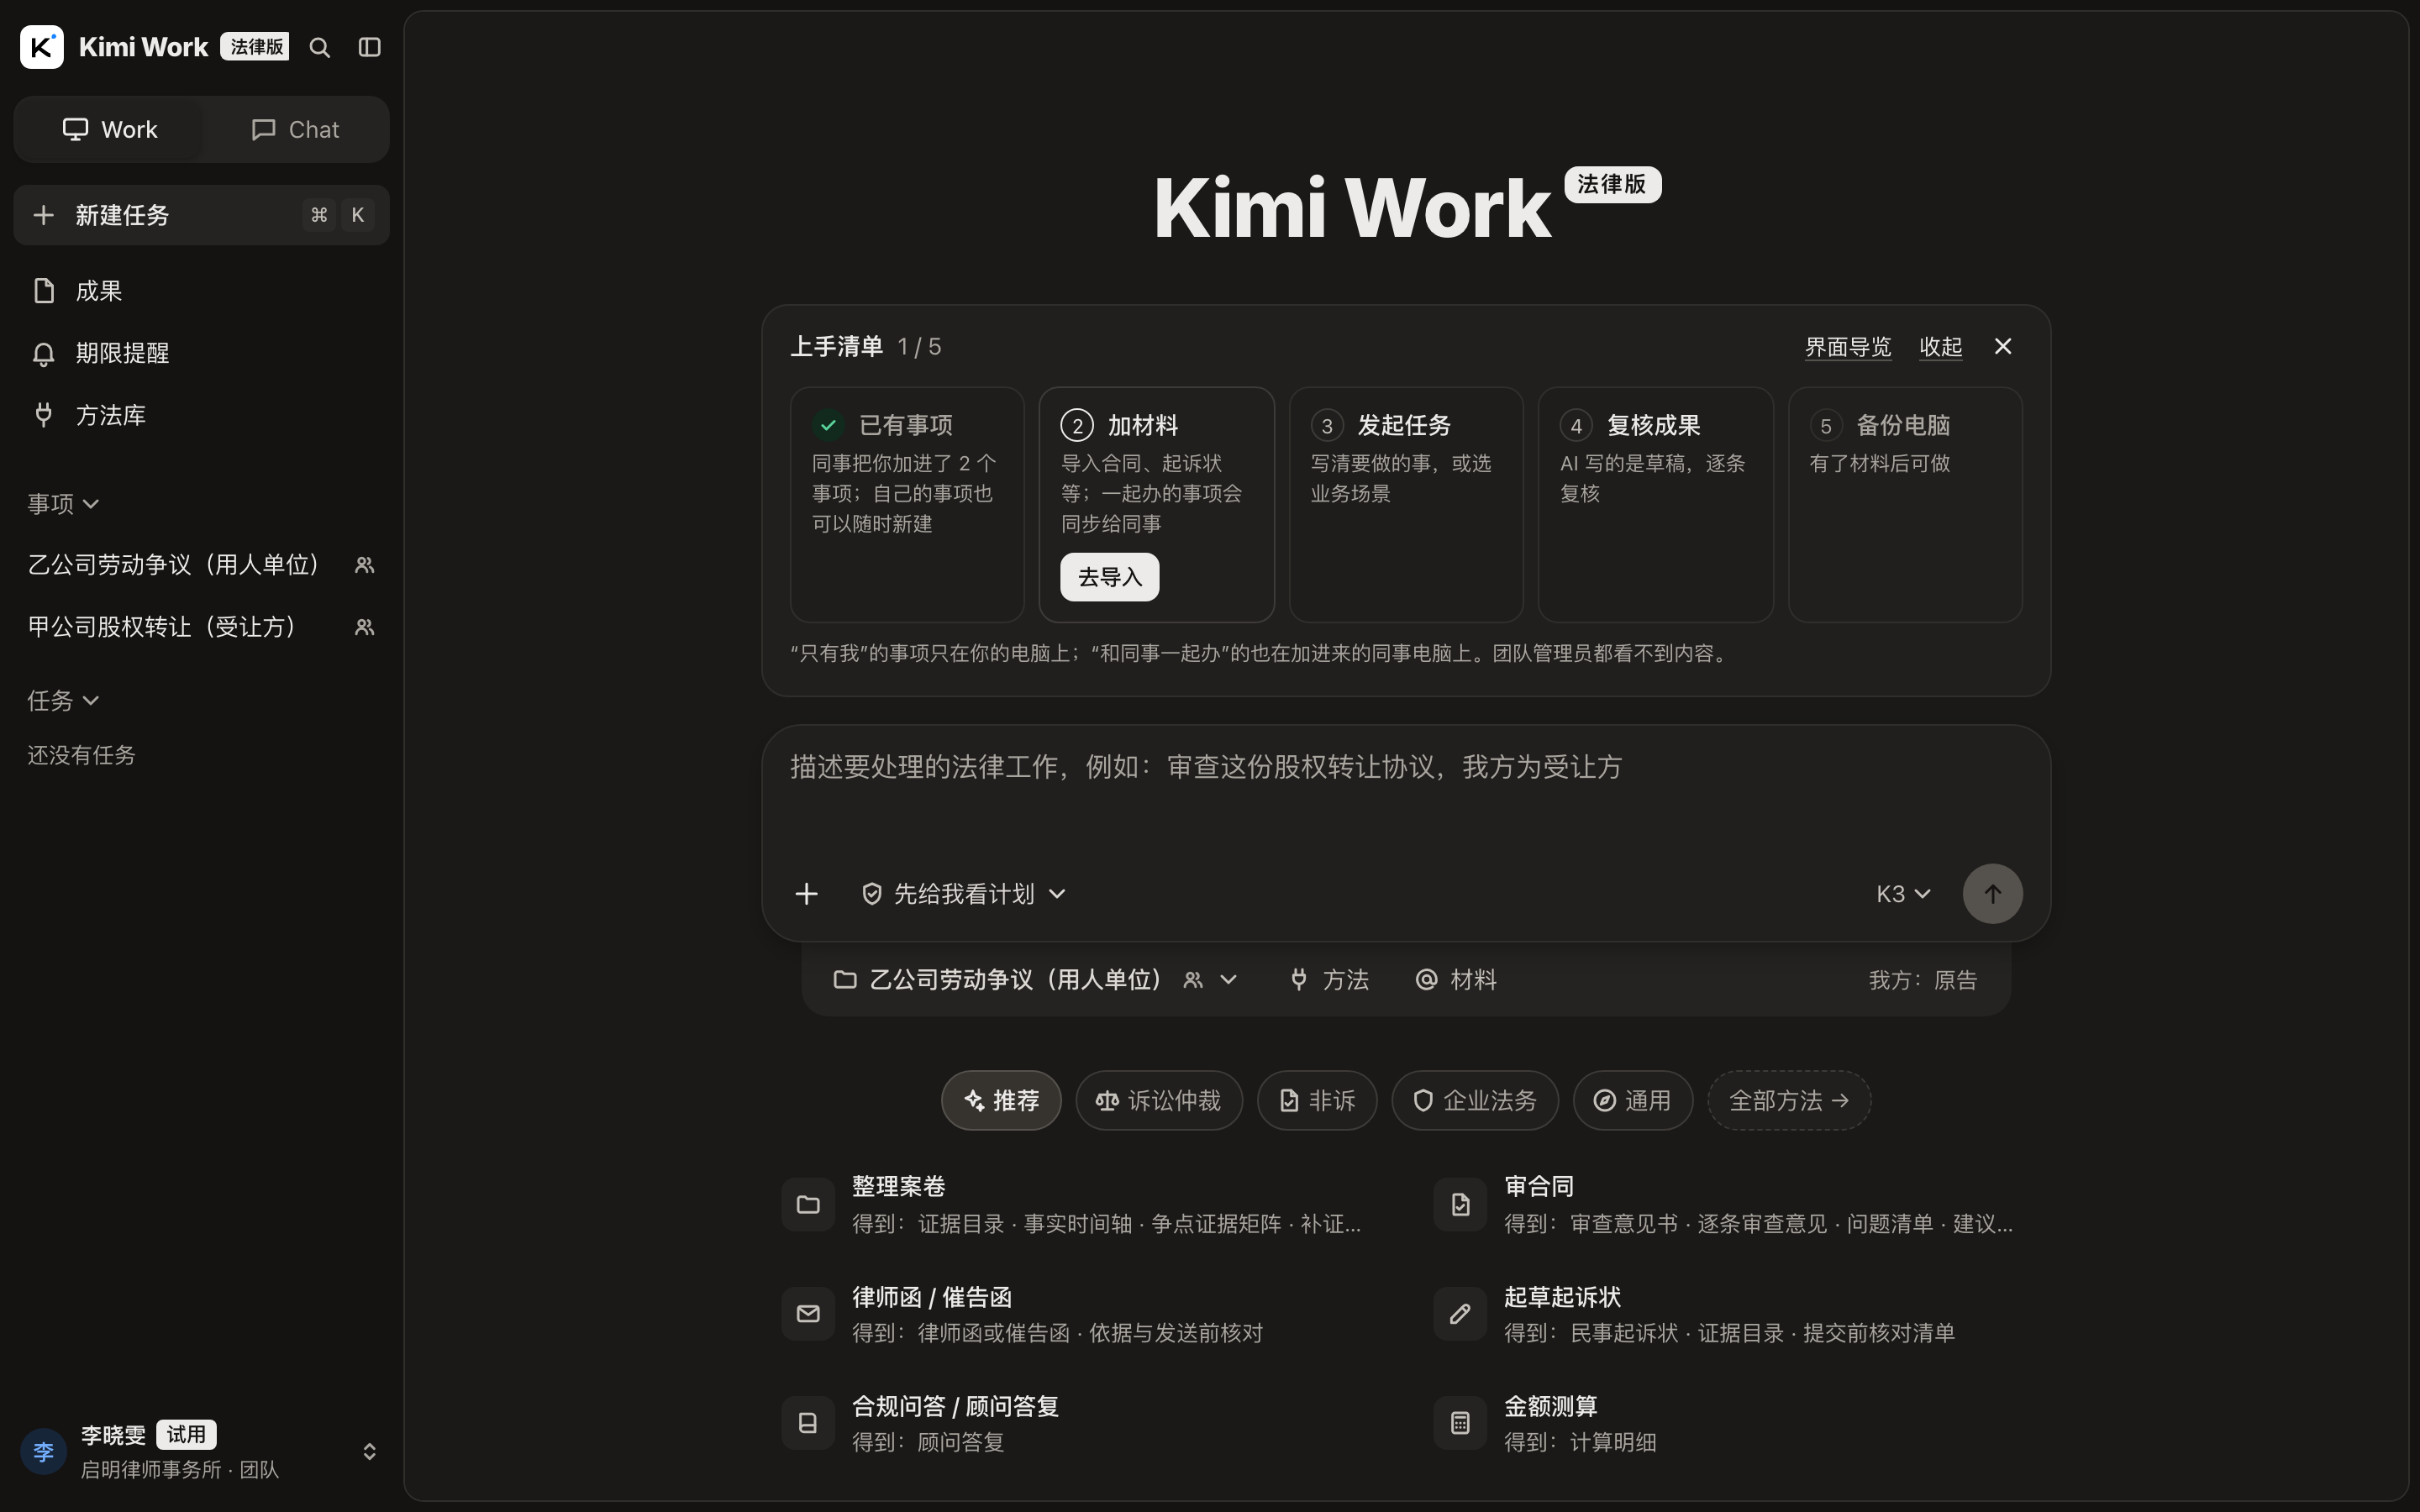 Kimi Work 法律版
Work
Chat
新建任务 ⌘ K
成果
期限提醒
方法库
事项
乙公司劳动争议（用人单位）
甲公司股权转让（受让方）
任务
还没有任务
李 李晓雯 试用
启明律师事务所 · 团队
Kimi Work 法律版
上手清单 1 / 5
界面导览 收起
已有事项
同事把你加进了 2 个
事项；自己的事项也
可以随时新建
2 加材料
导入合同、起诉状
等；一起办的事项会
同步给同事
去导入
3 发起任务
写清要做的事，或选
业务场景
4 复核成果
AI 写的是草稿，逐条
复核
5 备份电脑
有了材料后可做
“只有我”的事项只在你的电脑上；“和同事一起办”的也在加进来的同事电脑上。团队管理员都看不到内容。
描述要处理的法律工作，例如：审查这份股权转让协议，我方为受让方
先给我看计划
K3
乙公司劳动争议（用人单位）
方法
材料
我方：原告
推荐
诉讼仲裁
非诉
企业法务
通用
全部方法 →
整理案卷
得到：证据目录 · 事实时间轴 · 争点证据矩阵 · 补证...
审合同
得到：审查意见书 · 逐条审查意见 · 问题清单 · 建议...
律师函 / 催告函
得到：律师函或催告函 · 依据与发送前核对
起草起诉状
得到：民事起诉状 · 证据目录 · 提交前核对清单
合规问答 / 顾问答复
得到：顾问答复
金额测算
得到：计算明细